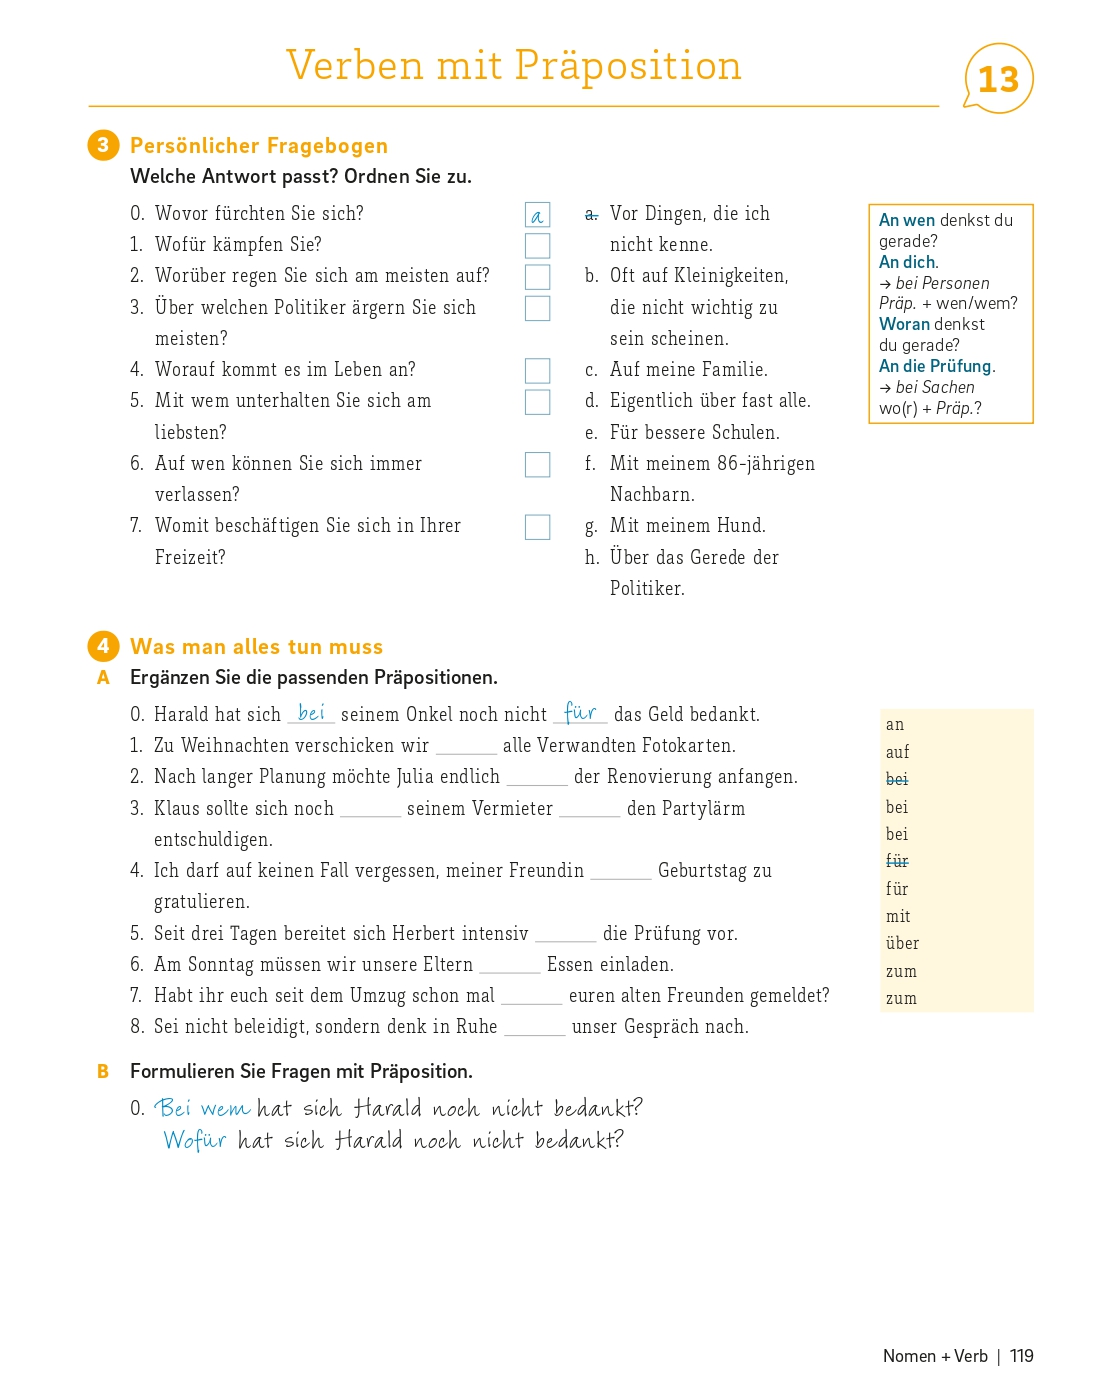 Verben mit Präposition
13
3 Persönlicher Fragebogen
Welche Antwort passt? Ordnen Sie zu.
0. Wovor fürchten Sie sich? a
1. Wofür kämpfen Sie?
2. Worüber regen Sie sich am meisten auf?
3. Über welchen Politiker ärgern Sie sich
meisten?
4. Worauf kommt es im Leben an?
5. Mit wem unterhalten Sie sich am
liebsten?
6. Auf wen können Sie sich immer
verlassen?
7. Womit beschäftigen Sie sich in Ihrer
Freizeit?
a. Vor Dingen, die ich
nicht kenne.
b. Oft auf Kleinigkeiten,
die nicht wichtig zu
sein scheinen.
c. Auf meine Familie.
d. Eigentlich über fast alle.
e. Für bessere Schulen.
f. Mit meinem 86-jährigen
Nachbarn.
g. Mit meinem Hund.
h. Über das Gerede der
Politiker.
An wen denkst du
gerade?
An dich.
→ bei Personen
Präp. + wen/wem?
Woran denkst
du gerade?
An die Prüfung.
→ bei Sachen
wo(r) + Präp.?
4 Was man alles tun muss
A Ergänzen Sie die passenden Präpositionen.
0. Harald hat sich bei seinem Onkel noch nicht für das Geld bedankt.
1. Zu Weihnachten verschicken wir ______ alle Verwandten Fotokarten.
2. Nach langer Planung möchte Julia endlich ______ der Renovierung anfangen.
3. Klaus sollte sich noch ______ seinem Vermieter ______ den Partylärm
entschuldigen.
4. Ich darf auf keinen Fall vergessen, meiner Freundin ______ Geburtstag zu
gratulieren.
5. Seit drei Tagen bereitet sich Herbert intensiv ______ die Prüfung vor.
6. Am Sonntag müssen wir unsere Eltern ______ Essen einladen.
7. Habt ihr euch seit dem Umzug schon mal ______ euren alten Freunden gemeldet?
8. Sei nicht beleidigt, sondern denk in Ruhe ______ unser Gespräch nach.
an
auf
bei
bei
bei
für
für
mit
über
zum
zum
B Formulieren Sie Fragen mit Präposition.
0. Bei wem hat sich Harald noch nicht bedankt?
Wofür hat sich Harald noch nicht bedankt?
Nomen + Verb | 119